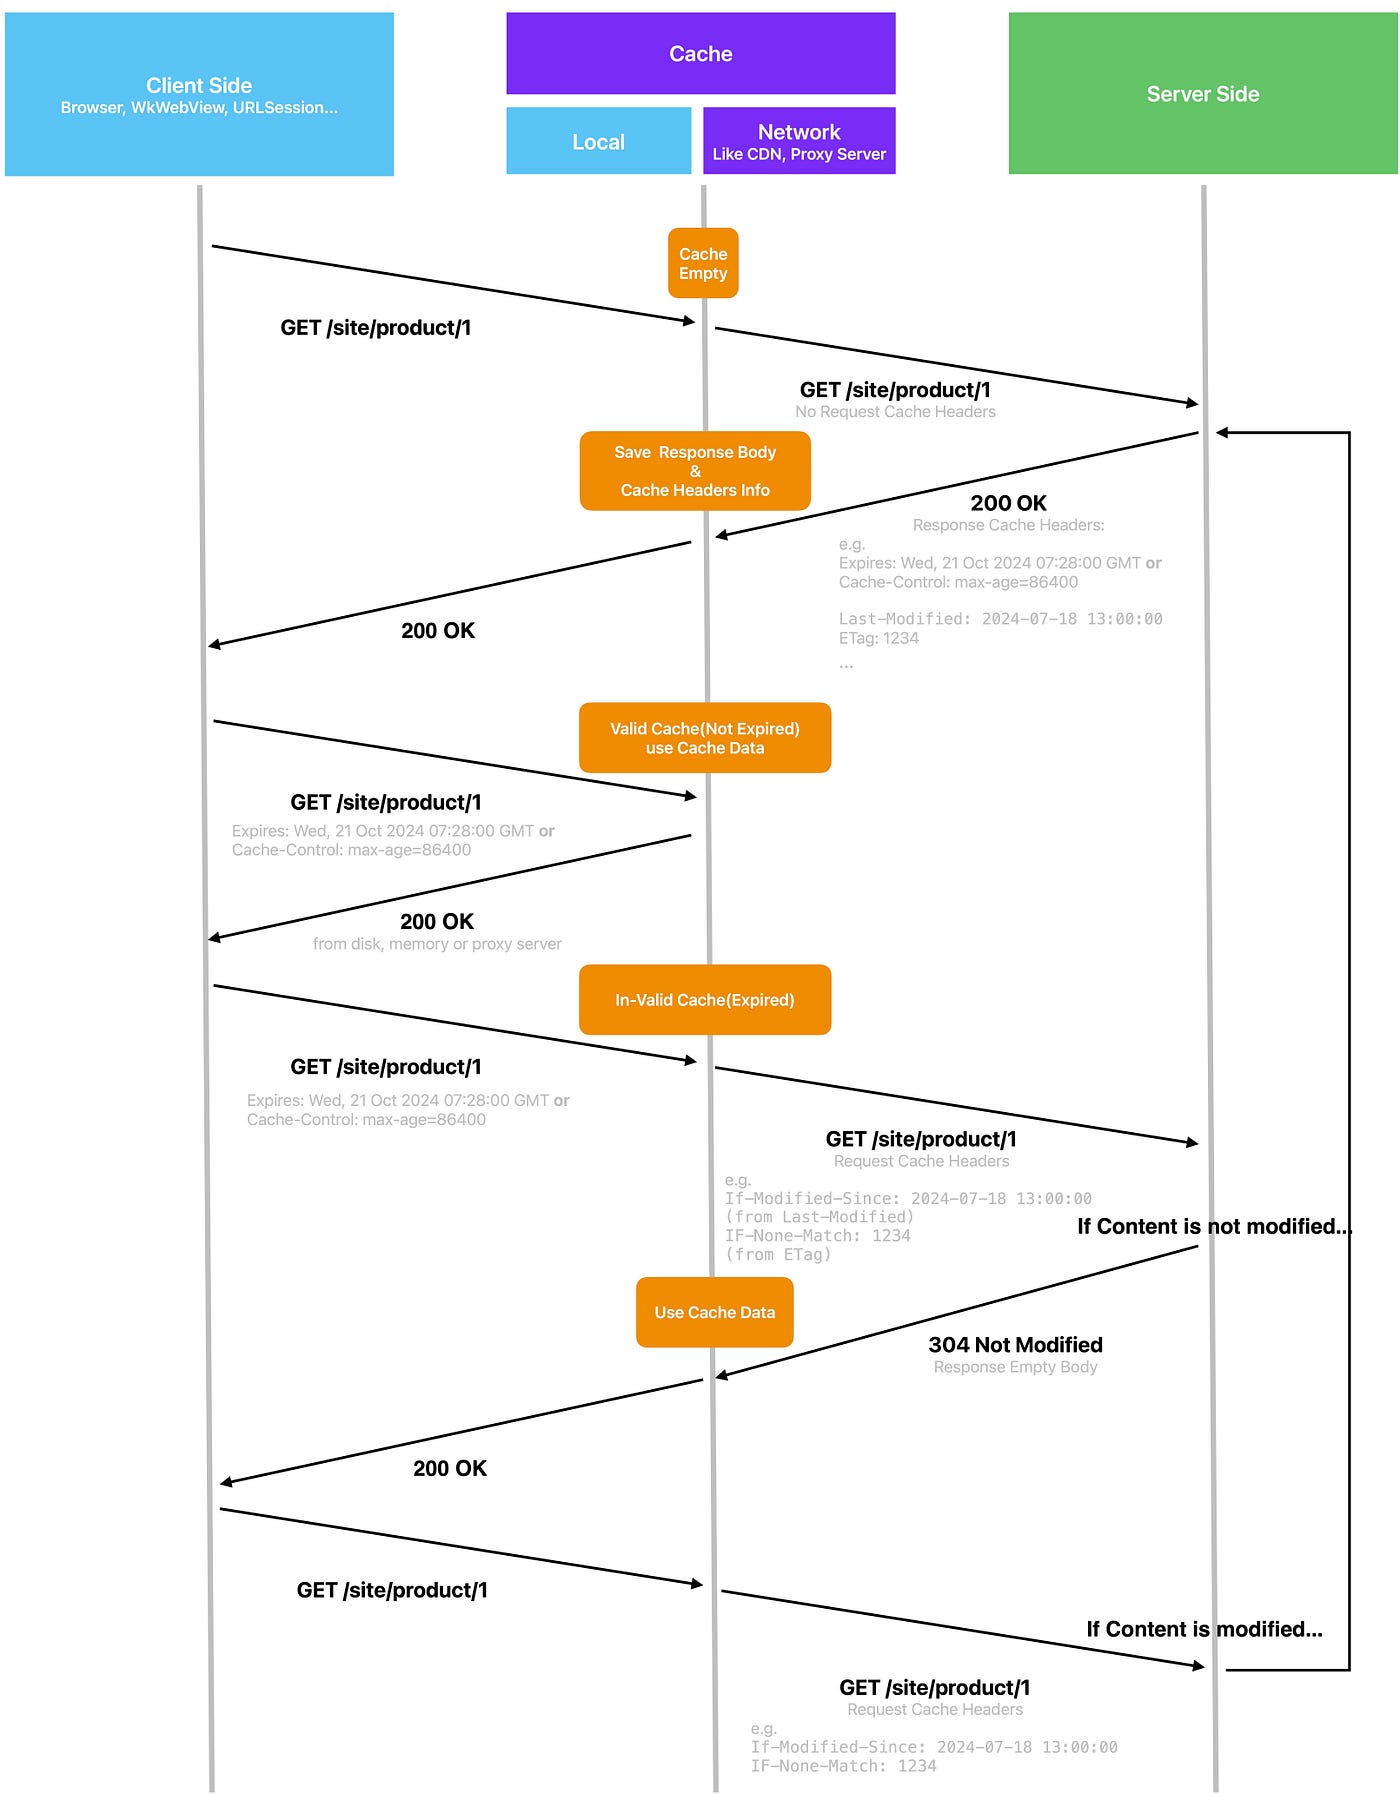 Client Side
Browser, WkWebView, URLSession...
Cache
Local
Network
Like CDN, Proxy Server
Server Side
Cache
Empty
GET /site/product/1
GET /site/product/1
No Request Cache Headers
Save Response Body
&
Cache Headers Info
200 OK
Response Cache Headers:
e.g.
Expires: Wed, 21 Oct 2024 07:28:00 GMT or
Cache-Control: max-age=86400
Last-Modified: 2024-07-18 13:00:00
ETag: 1234
...
200 OK
Valid Cache(Not Expired)
use Cache Data
GET /site/product/1
Expires: Wed, 21 Oct 2024 07:28:00 GMT or
Cache-Control: max-age=86400
200 OK
from disk, memory or proxy server
In-Valid Cache(Expired)
GET /site/product/1
Expires: Wed, 21 Oct 2024 07:28:00 GMT or
Cache-Control: max-age=86400
GET /site/product/1
Request Cache Headers
e.g.
If-Modified-Since: 2024-07-18 13:00:00
(from Last-Modified)
IF-None-Match: 1234
(from ETag)
If Content is not modified...
Use Cache Data
304 Not Modified
Response Empty Body
200 OK
GET /site/product/1
If Content is modified...
GET /site/product/1
Request Cache Headers
e.g.
If-Modified-Since: 2024-07-18 13:00:00
IF-None-Match: 1234